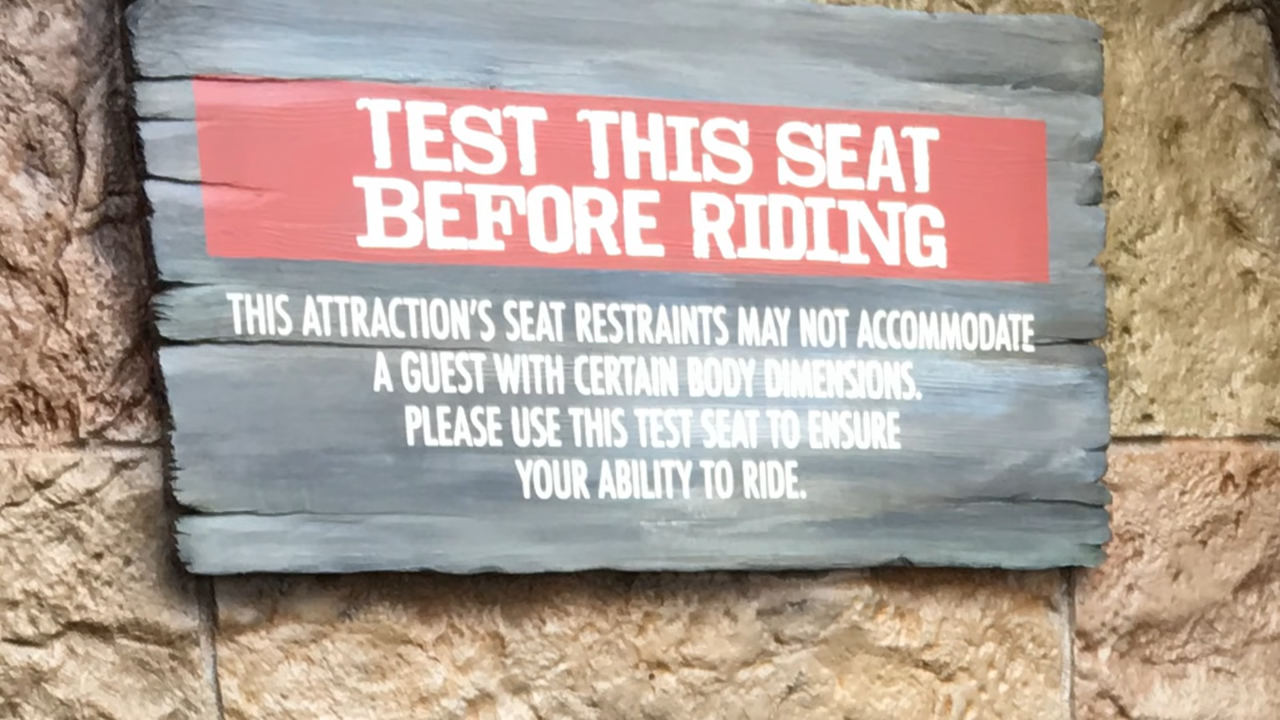 TEST THIS SEAT
BEFORE RIDING
THIS ATTRACTION'S SEAT RESTRAINTS MAY NOT ACCOMMODATE
A GUEST WITH CERTAIN BODY DIMENSIONS.
PLEASE USE THIS TEST SEAT TO ENSURE
YOUR ABILITY TO RIDE.